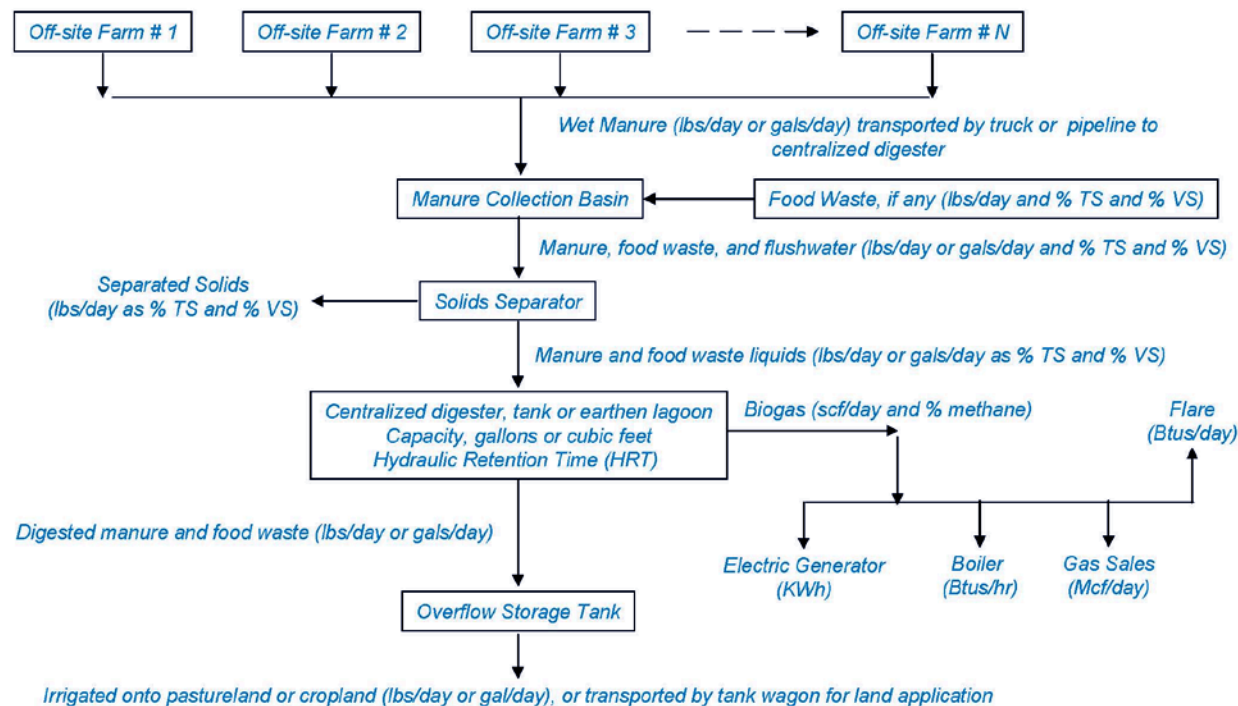 Off-site Farm # 1
Off-site Farm # 2
Off-site Farm # 3
Off-site Farm # N
Wet Manure (lbs/day or gals/day) transported by truck or pipeline to
centralized digester
Manure Collection Basin
Food Waste, if any (lbs/day and % TS and % VS)
Manure, food waste, and flushwater (lbs/day or gals/day and % TS and % VS)
Separated Solids
(lbs/day as % TS and % VS)
Solids Separator
Manure and food waste liquids (lbs/day or gals/day as % TS and % VS)
Centralized digester, tank or earthen lagoon
Capacity, gallons or cubic feet
Hydraulic Retention Time (HRT)
Biogas (scf/day and % methane)
Flare
(Btus/day)
Digested manure and food waste (lbs/day or gals/day)
Electric Generator
(KWh)
Boiler
(Btus/hr)
Gas Sales
(Mcf/day)
Overflow Storage Tank
Irrigated onto pastureland or cropland (lbs/day or gal/day), or transported by tank wagon for land application